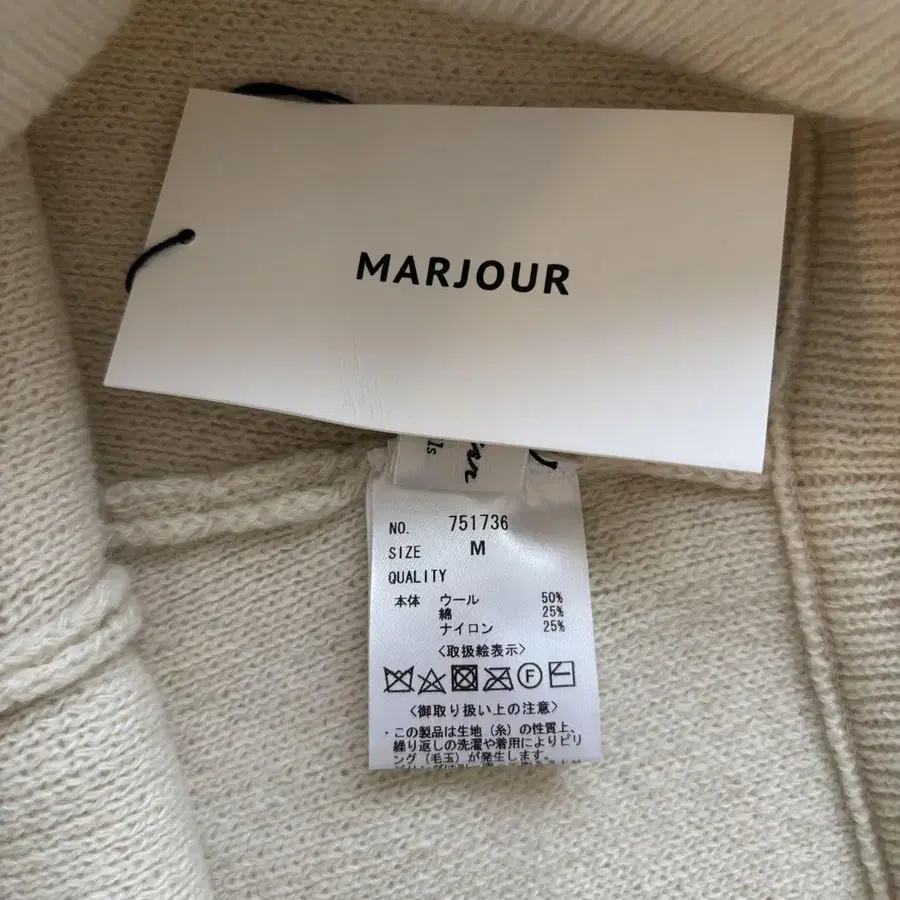 MARJOUR
ls
NO. 751736
SIZE M
QUALITY
本体 ウール 50%
綿 25%
ナイロン 25%
〈取扱絵表示〉
F
〈御取り扱い上の注意〉
・この製品は生地(糸)の性質上、
繰り返しの洗濯や着用によりピリ
ング(毛玉)が発生します。